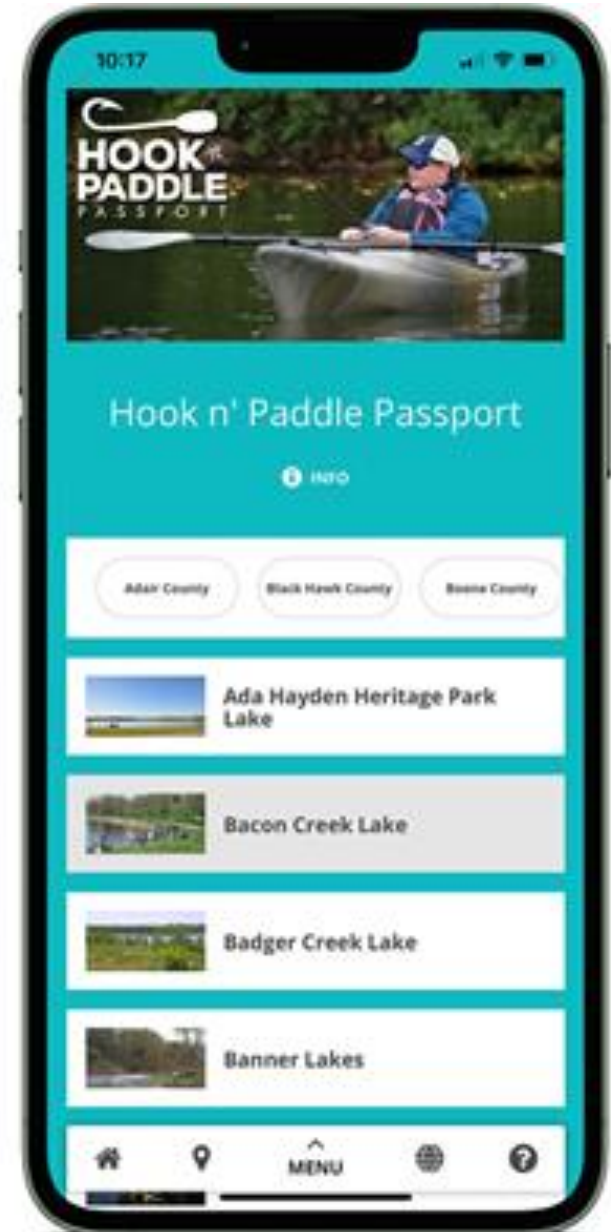 10:17
HOOK N'
PADDLE
PASSPORT
Hook n' Paddle Passport
INFO
Adair County
Black Hawk County
Boone County
Ada Hayden Heritage Park
Lake
Bacon Creek Lake
Badger Creek Lake
Banner Lakes
MENU